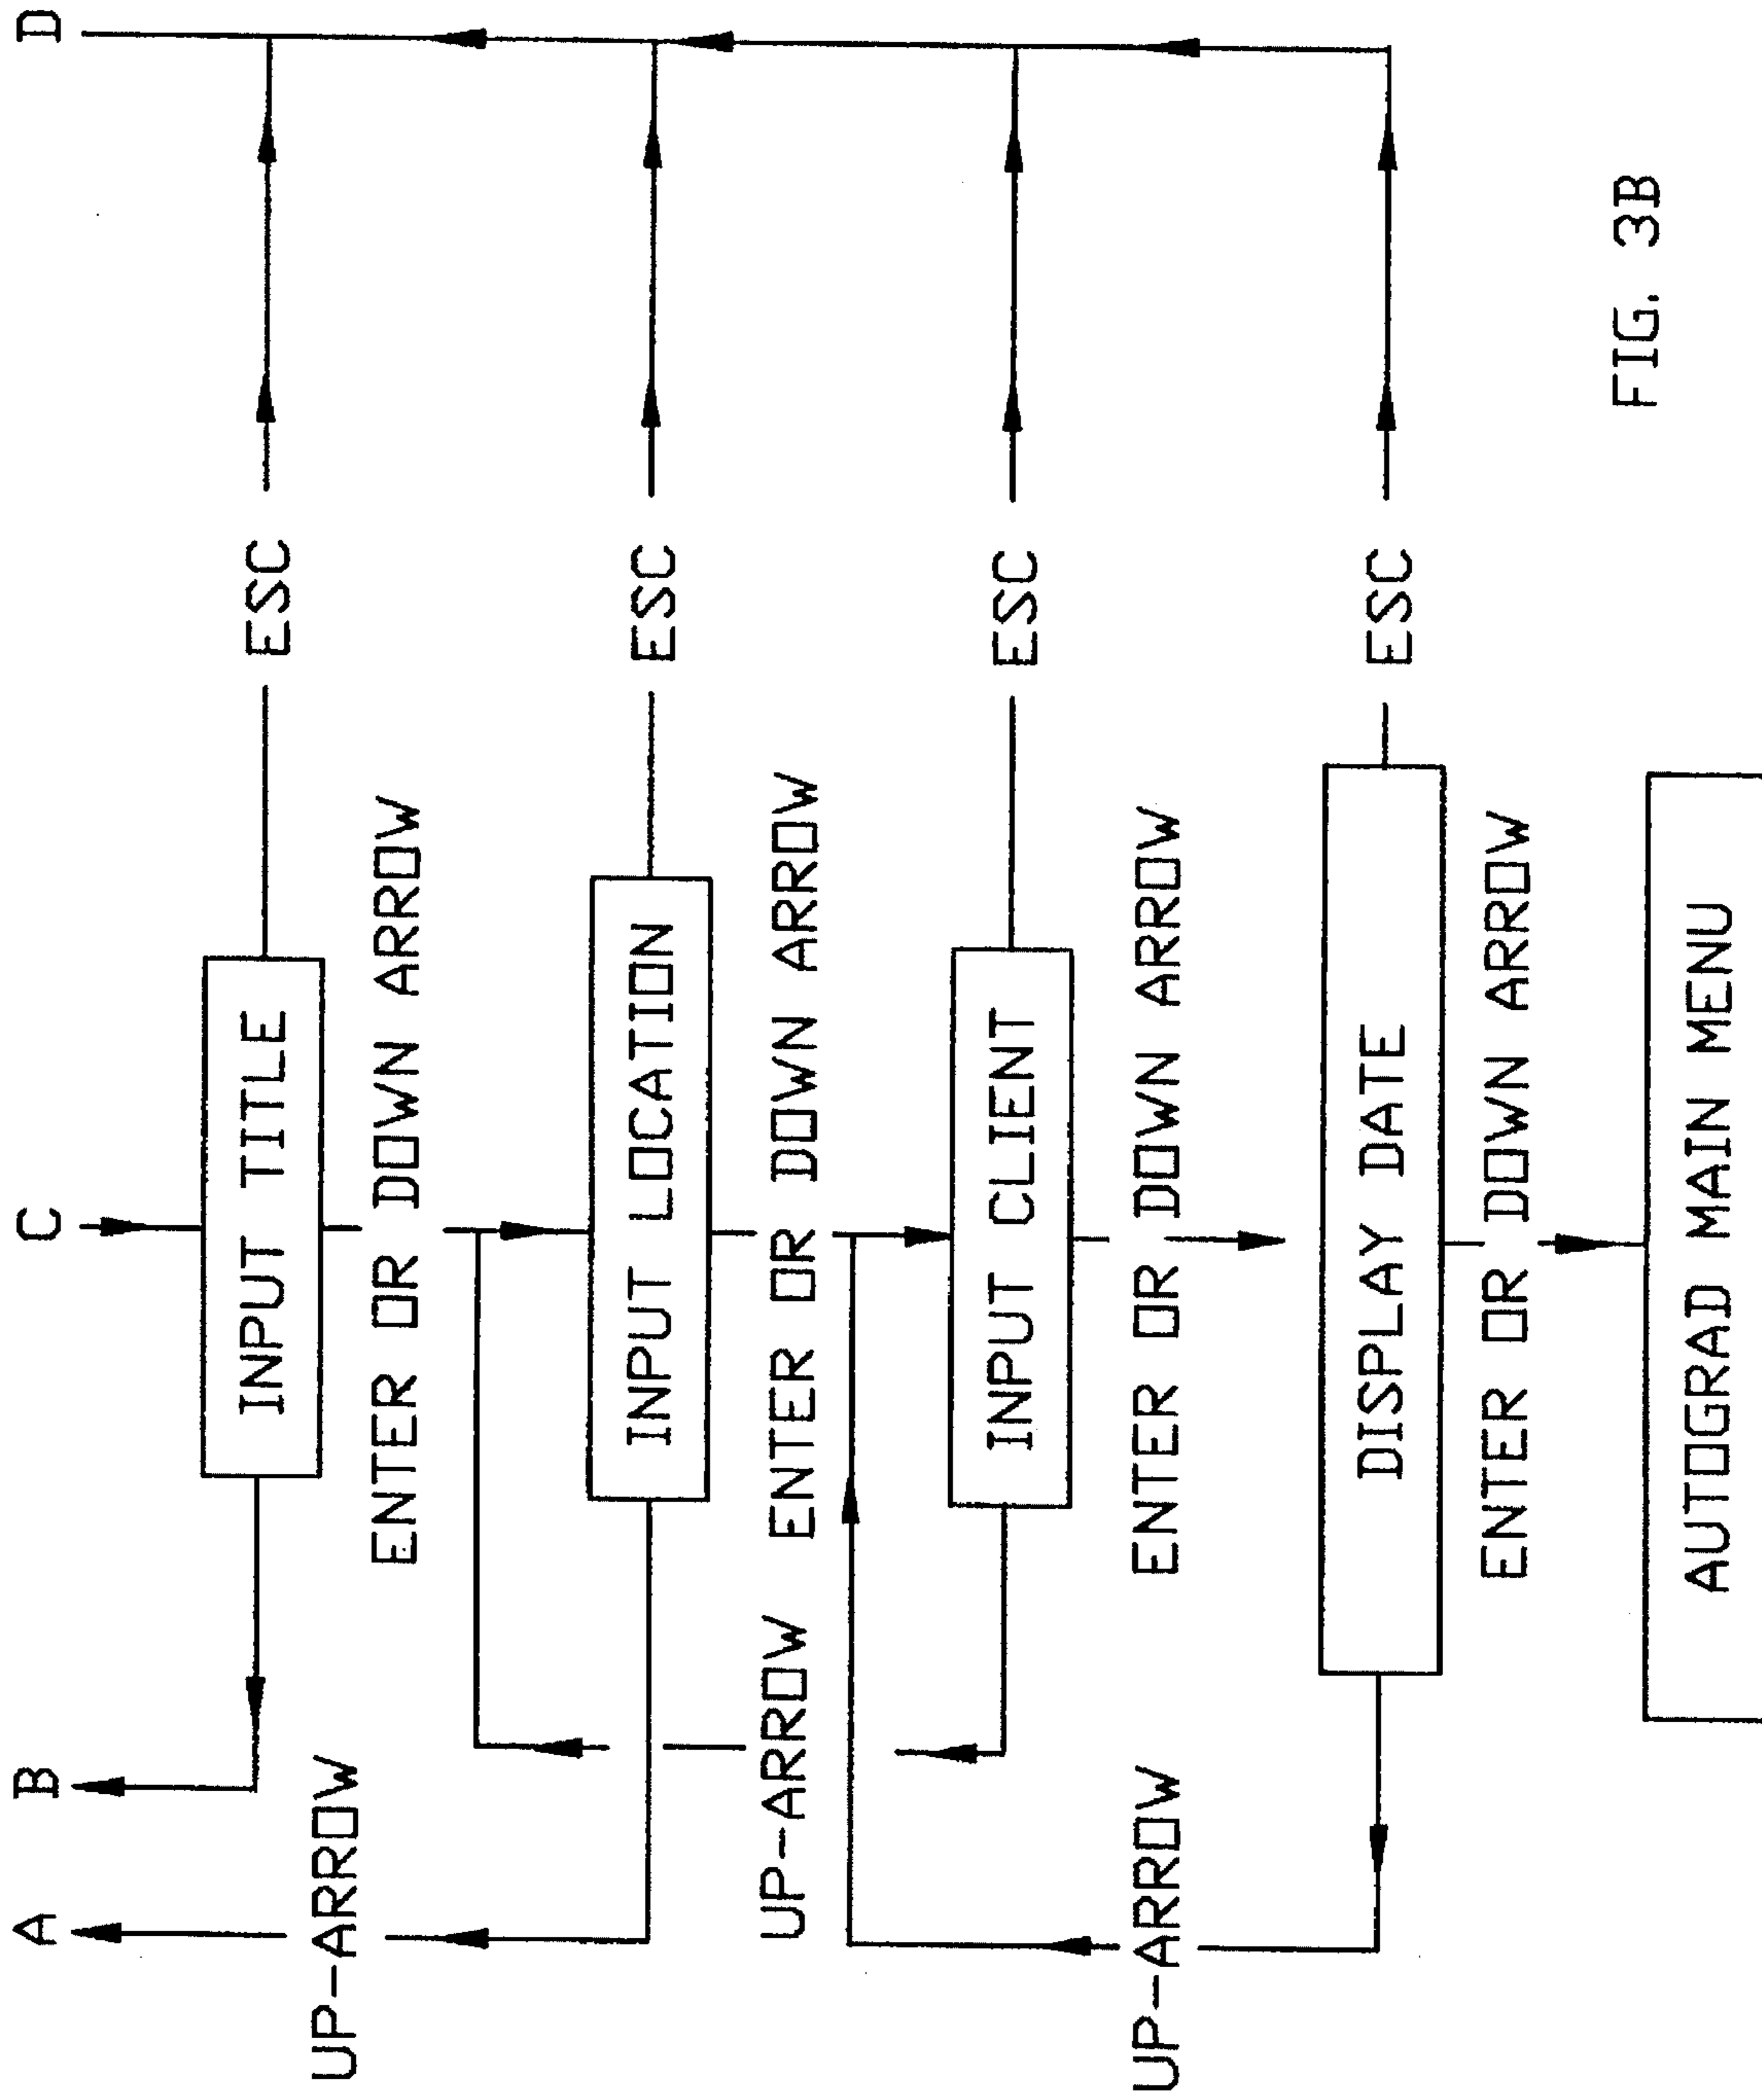 A
B
C
D
INPUT TITLE
ESC
UP-ARROW
ENTER OR DOWN ARROW
INPUT LOCATION
ESC
UP-ARROW
ENTER OR DOWN ARROW
INPUT CLIENT
ESC
UP-ARROW
ENTER OR DOWN ARROW
DISPLAY DATE
ESC
ENTER OR DOWN ARROW
AUTOGRAD MAIN MENU
FIG. 3B